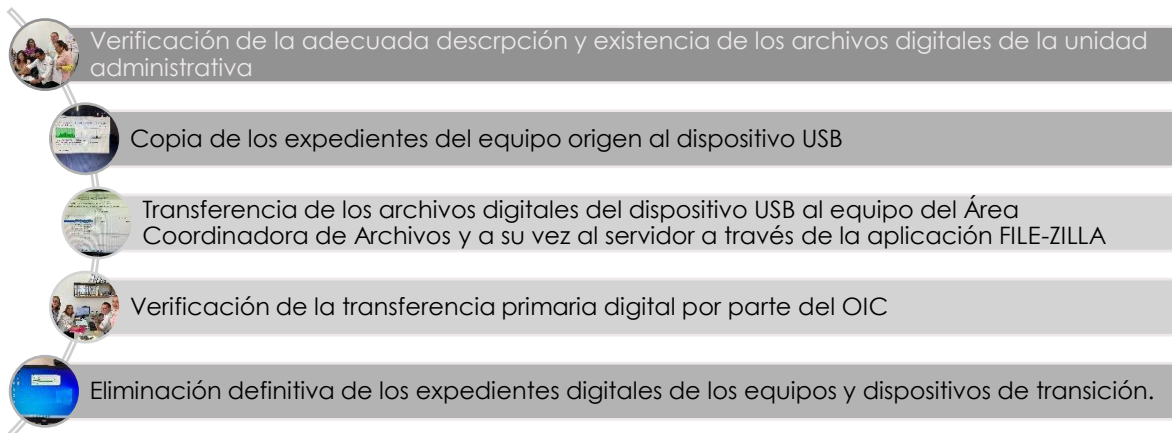 Verificación de la adecuada descrpción y existencia de los archivos digitales de la unidad
administrativa
Copia de los expedientes del equipo origen al dispositivo USB
Transferencia de los archivos digitales del dispositivo USB al equipo del Área
Coordinadora de Archivos y a su vez al servidor a través de la aplicación FILE-ZILLA
Verificación de la transferencia primaria digital por parte del OIC
Eliminación definitiva de los expedientes digitales de los equipos y dispositivos de transición.